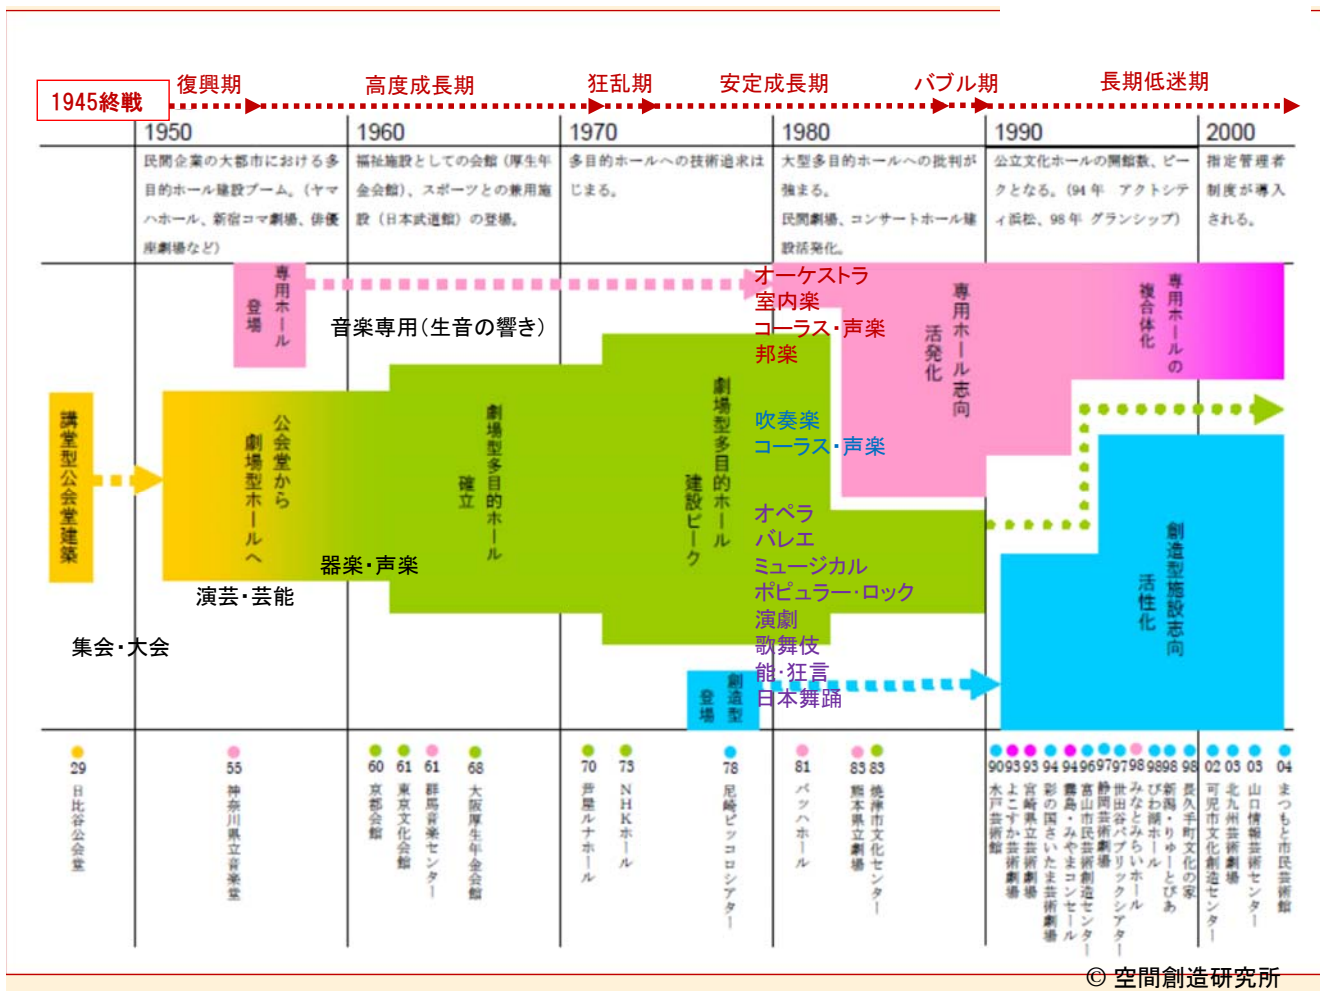 1945終戦
復興期
高度成長期
狂乱期
安定成長期
バブル期
長期低迷期
1950
1960
1970
1980
1990
2000
民間企業の大都市における多
目的ホール建設ブーム。（ヤマ
ハホール、新宿コマ劇場、俳優
座劇場など）
福祉施設としての会館（厚生年
金会館）、スポーツとの兼用施
設（日本武道館）の登場。
多目的ホールへの技術追求は
じまる。
大型多目的ホールへの批判が
強まる。
民間劇場、コンサートホール建
設活発化。
公立文化ホールの開館数、ピー
クとなる。（94年　アクトシテ
ィ浜松、98年 グランシップ）
指定管理者
制度が導入
される。
専用ホール
登場
音楽専用（生音の響き）
オーケストラ
室内楽
コーラス・声楽
邦楽
専用ホール志向
活発化
専用ホールの
複合体化
講堂型公会堂建築
公会堂から
劇場型ホールへ
劇場型多目的ホール
確立
劇場型多目的ホール
建設ピーク
吹奏楽
コーラス・声楽
オペラ
バレエ
ミュージカル
ポピュラー・ロック
演劇
歌舞伎
能・狂言
日本舞踊
器楽・声楽
演芸・芸能
集会・大会
創造型
登場
創造型施設志向
活性化
29
日比谷公会堂
55
神奈川県立音楽堂
60
京都会館
61
東京文化会館
61
群馬音楽センター
68
大阪厚生年金会館
70
芦屋ルナホール
73
NHKホール
78
尼崎ピッコロシアター
81
バッハホール
83
熊本県立劇場
83
焼津市文化センター
90
水戸芸術館
93
よこすか芸術劇場
93
宮崎県立芸術劇場
94
彩の国さいたま芸術劇場
94
霧島・みやまコンセール
96
富山市民芸術創造センター
97
静岡芸術劇場
97
世田谷パブリックシアター
98
みなとみらいホール
98
びわ湖ホール
98
新潟・りゅーとぴあ
98
長久手町文化の家
02
可児市文化創造センター
03
北九州芸術劇場
03
山口情報芸術センター
04
まつもと市民芸術館
© 空間創造研究所